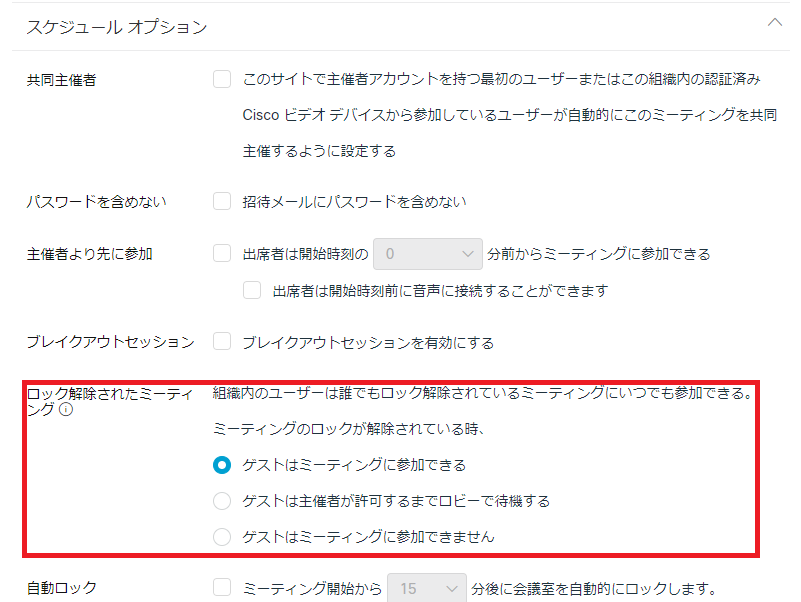 スケジュール オプション
共同主催者
このサイトで主催者アカウントを持つ最初のユーザーまたはこの組織内の認証済み
Cisco ビデオ デバイスから参加しているユーザーが自動的にこのミーティングを共同
主催するように設定する
パスワードを含めない
招待メールにパスワードを含めない
主催者より先に参加
出席者は開始時刻の 0 分前からミーティングに参加できる
出席者は開始時刻前に音声に接続することができます
ブレイクアウトセッション
ブレイクアウトセッションを有効にする
ロック解除されたミーティ
ング
組織内のユーザーは誰でもロック解除されているミーティングにいつでも参加できる。
ミーティングのロックが解除されている時、
ゲストはミーティングに参加できる
ゲストは主催者が許可するまでロビーで待機する
ゲストはミーティングに参加できません
自動ロック
ミーティング開始から 15 分後に会議室を自動的にロックします。